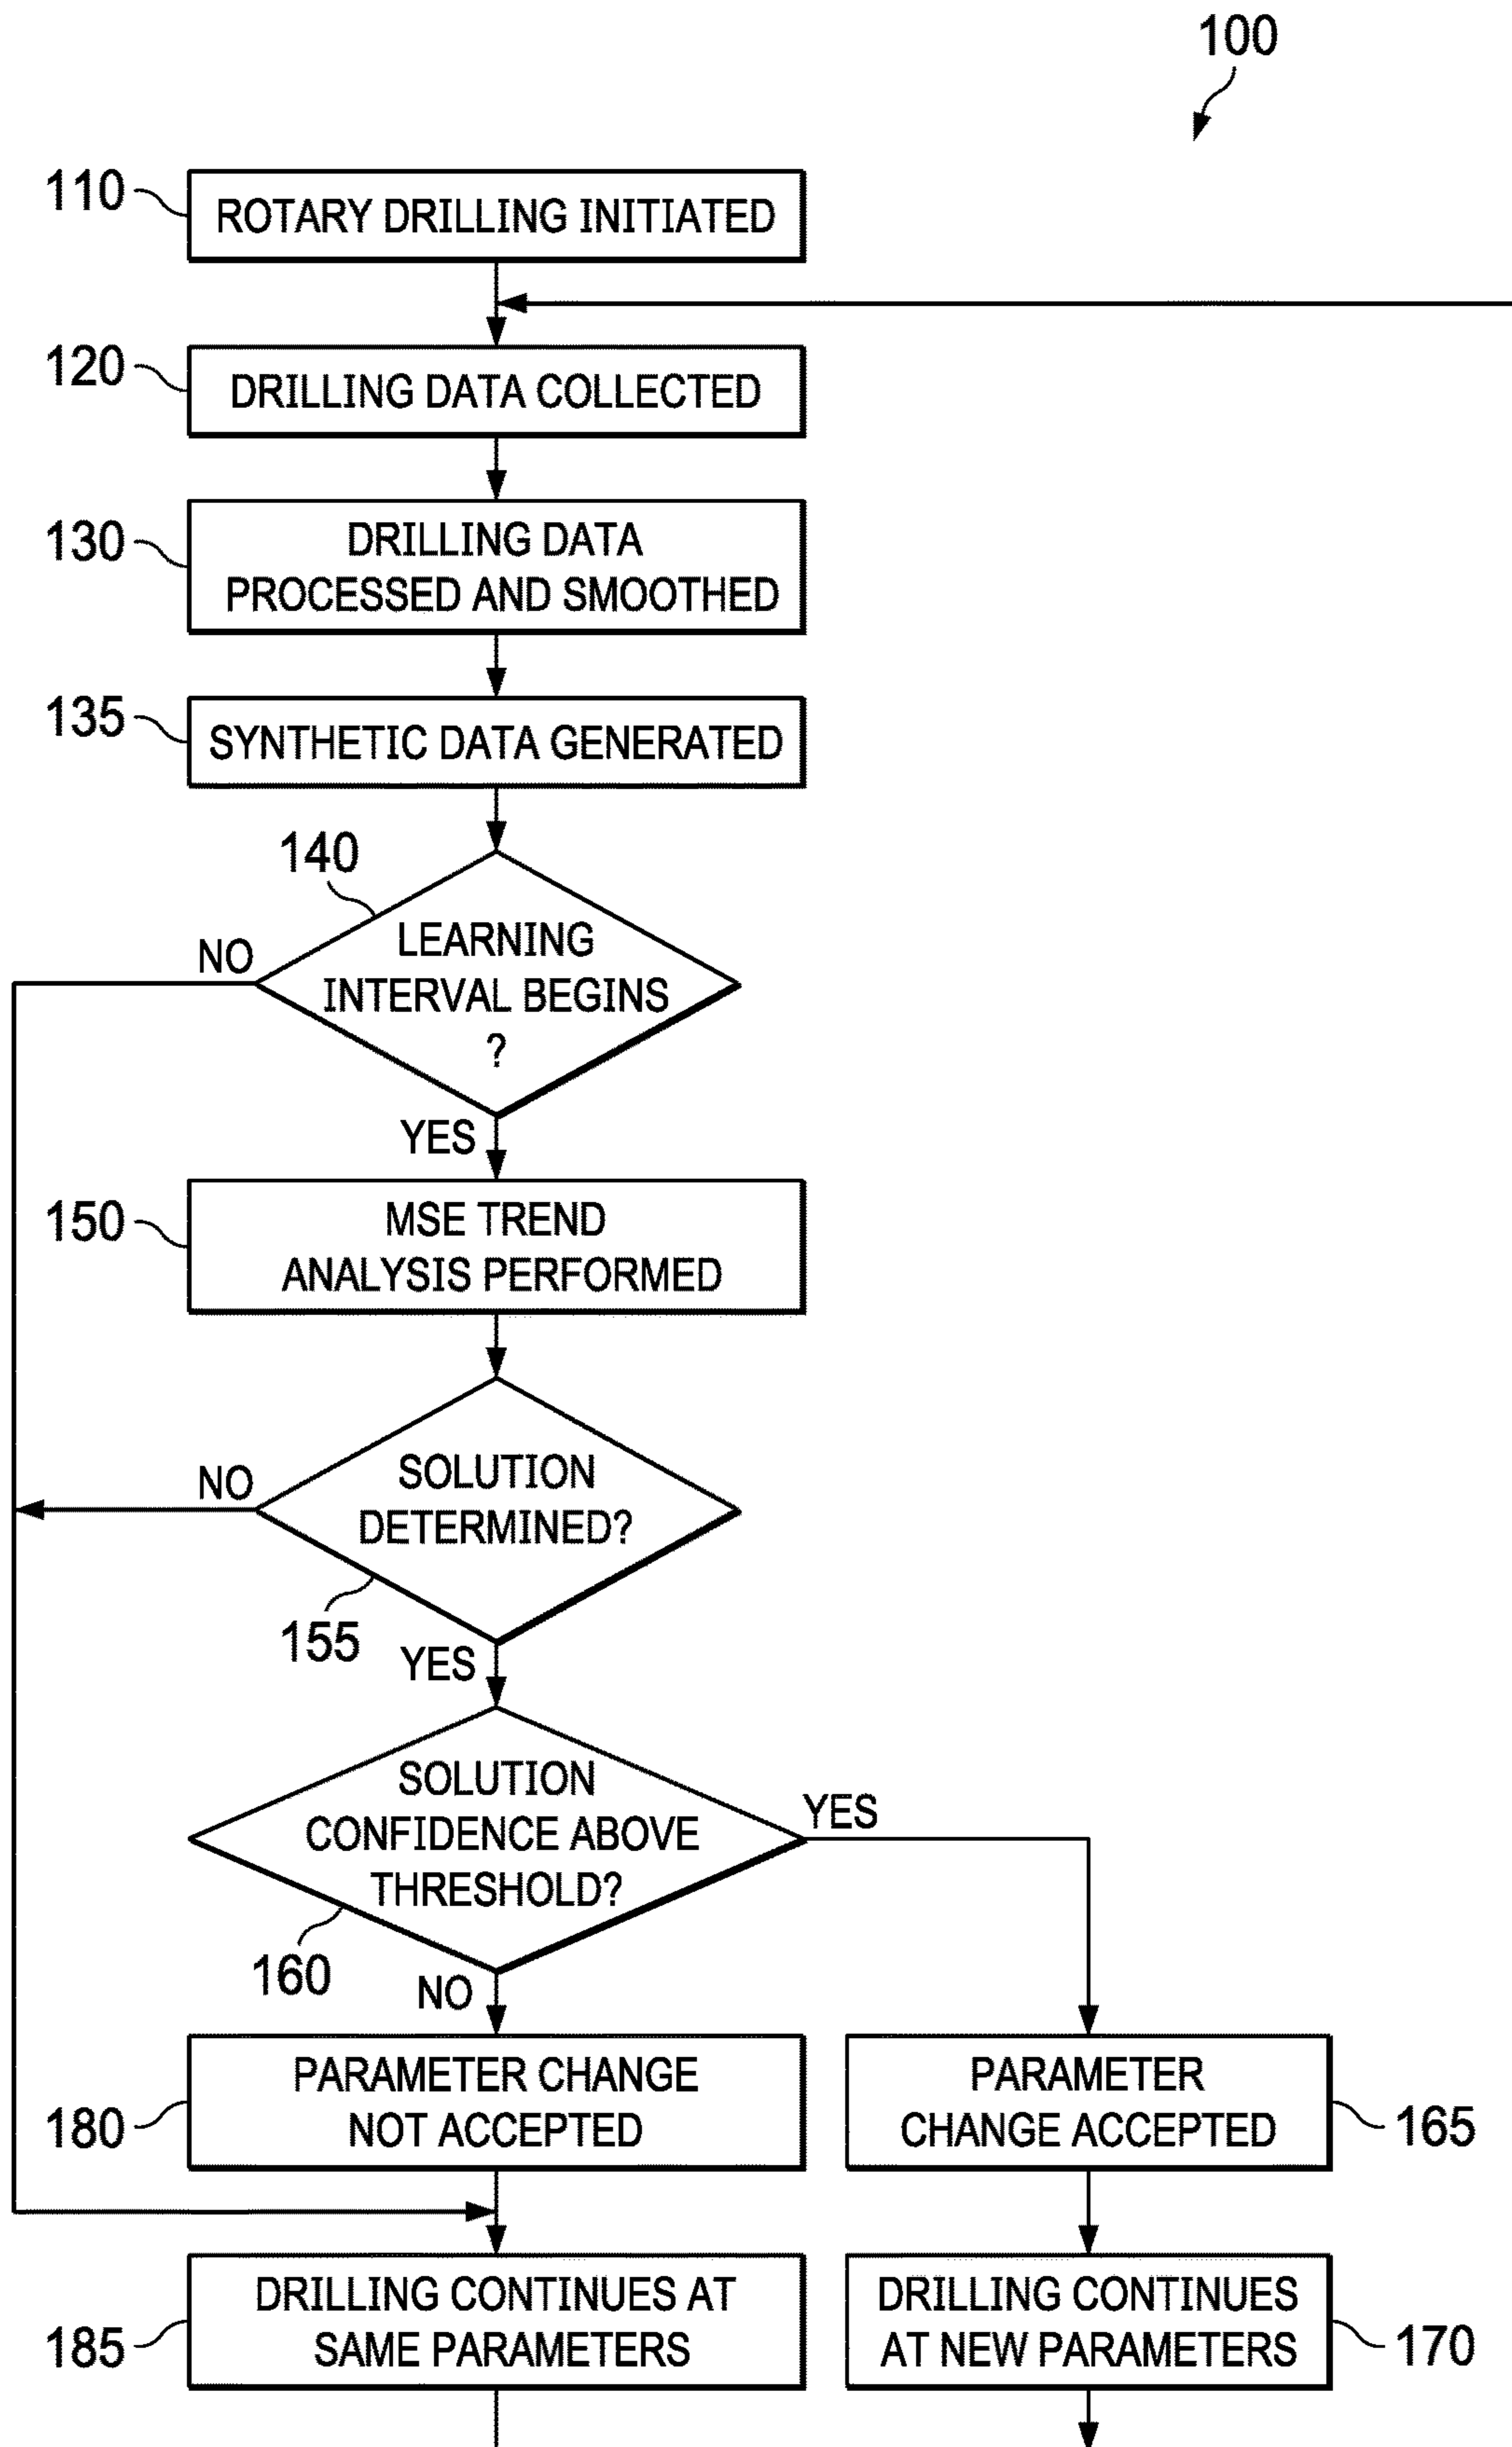 100
110
ROTARY DRILLING INITIATED
120
DRILLING DATA COLLECTED
130
DRILLING DATA
PROCESSED AND SMOOTHED
135
SYNTHETIC DATA GENERATED
140
LEARNING
INTERVAL BEGINS
?
NO
YES
150
MSE TREND
ANALYSIS PERFORMED
NO
SOLUTION
DETERMINED?
155
YES
SOLUTION
CONFIDENCE ABOVE
THRESHOLD?
YES
160
NO
180
PARAMETER CHANGE
NOT ACCEPTED
PARAMETER
CHANGE ACCEPTED
165
185
DRILLING CONTINUES AT
SAME PARAMETERS
DRILLING CONTINUES
AT NEW PARAMETERS
170